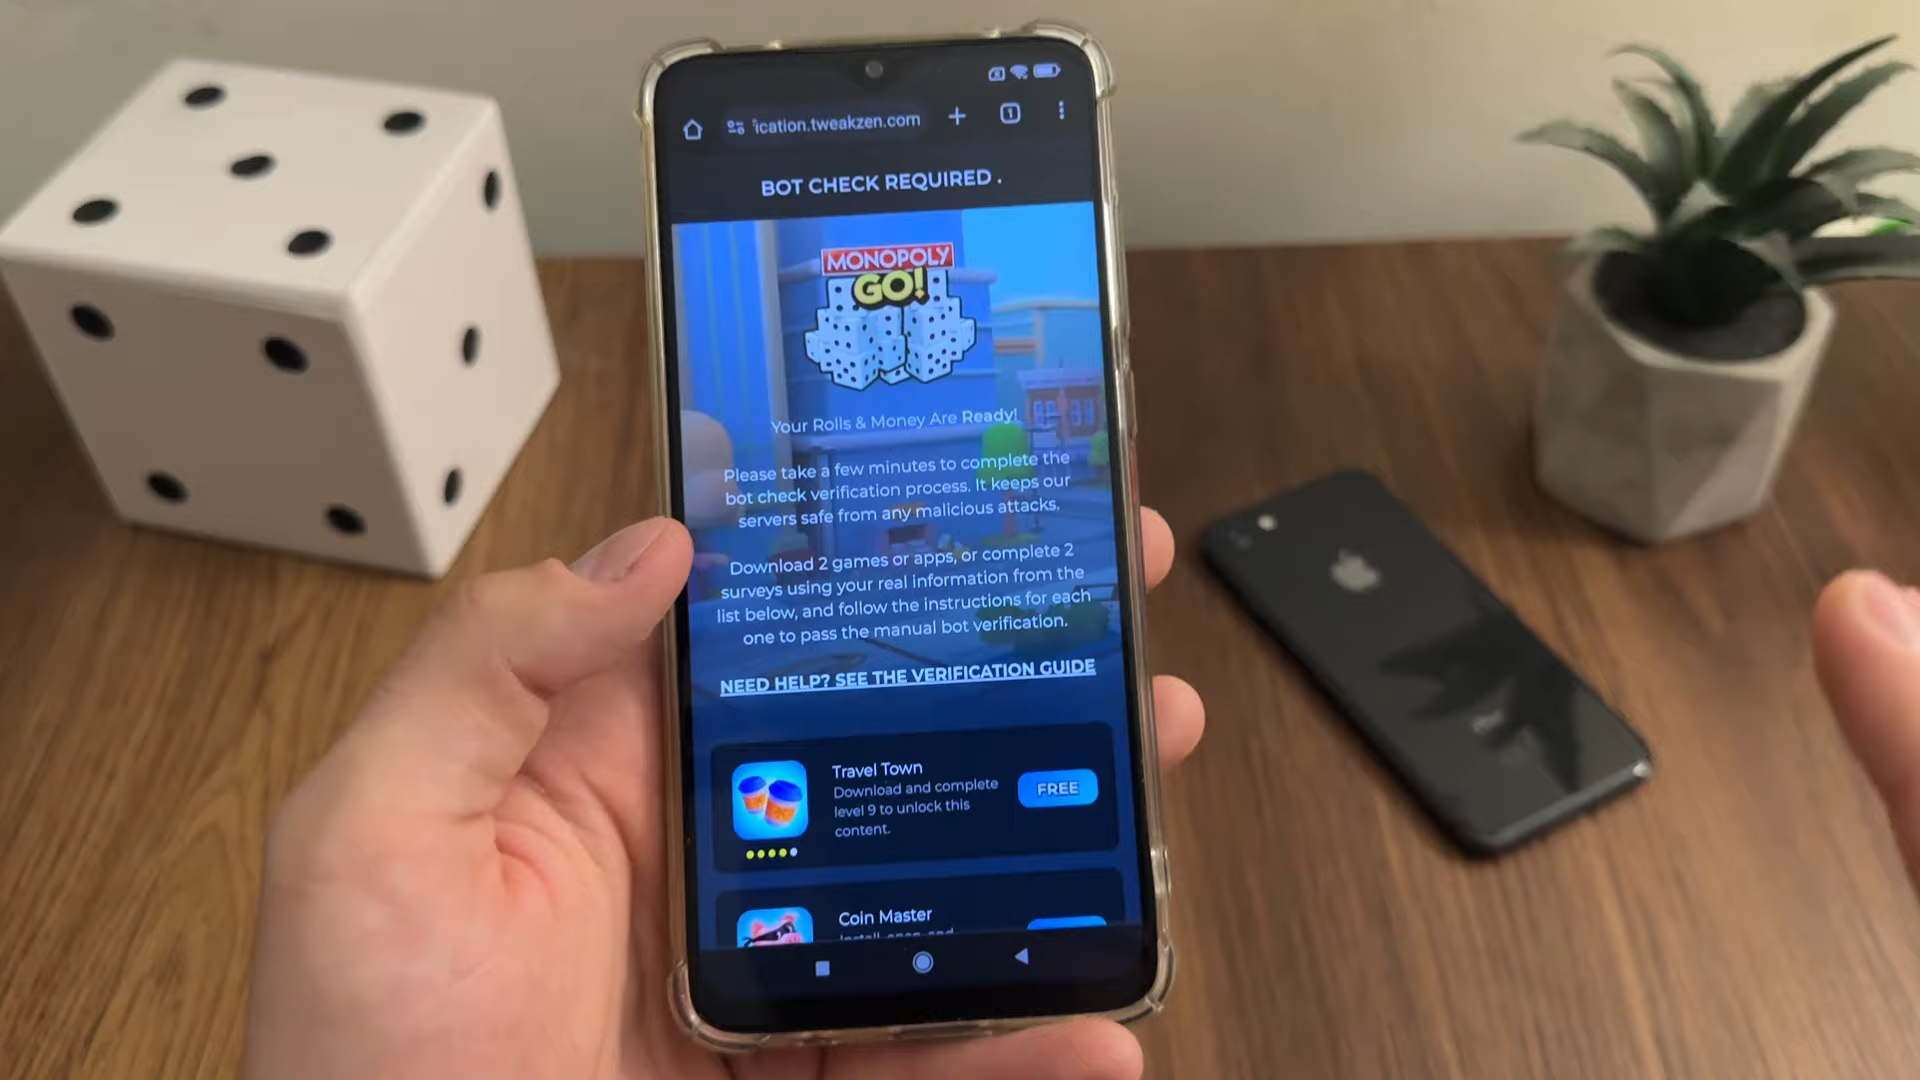 ication.tweakzen.com
1
BOT CHECK REQUIRED .
MONOPOLY
GO!
Your Rolls & Money Are Ready!
Please take a few minutes to complete the
bot check verification process. It keeps our
servers safe from any malicious attacks.
Download 2 games or apps, or complete 2
surveys using your real information from the
list below, and follow the instructions for each
one to pass the manual bot verification.
NEED HELP? SEE THE VERIFICATION GUIDE
Travel Town
Download and complete
level 9 to unlock this
content.
FREE
Coin Master
Install, open, and